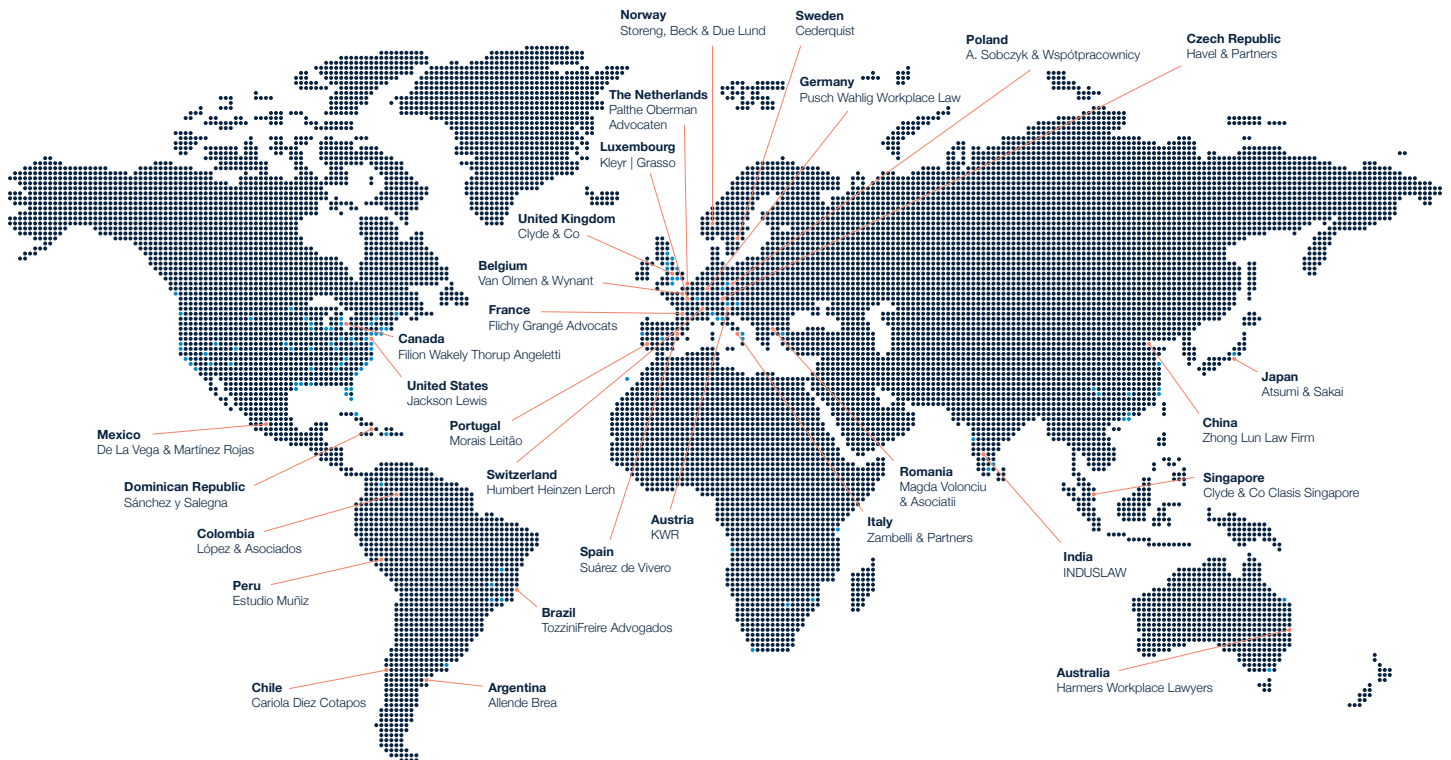 Norway
Storeng, Beck & Due Lund
Sweden
Cederquist
Poland
A. Sobczyk & Wspótpracownicy
Czech Republic
Havel & Partners
Germany
Pusch Wahlig Workplace Law
The Netherlands
Palthe Oberman
Advocaten
Luxembourg
Kleyr | Grasso
United Kingdom
Clyde & Co
Belgium
Van Olmen & Wynant
France
Flichy Grangé Advocats
Canada
Filion Wakely Thorup Angeletti
United States
Jackson Lewis
Japan
Atsumi & Sakai
Portugal
Morais Leitão
China
Zhong Lun Law Firm
Mexico
De La Vega & Martínez Rojas
Switzerland
Humbert Heinzen Lerch
Romania
Magda Volonciu
& Asociatii
Singapore
Clyde & Co Clasis Singapore
Dominican Republic
Sánchez y Salegna
Austria
KWR
Italy
Zambelli & Partners
Colombia
López & Asociados
Spain
Suárez de Vivero
India
INDUSLAW
Peru
Estudio Muñiz
Brazil
TozziniFreire Advogados
Australia
Harmers Workplace Lawyers
Chile
Cariola Diez Cotapos
Argentina
Allende Brea